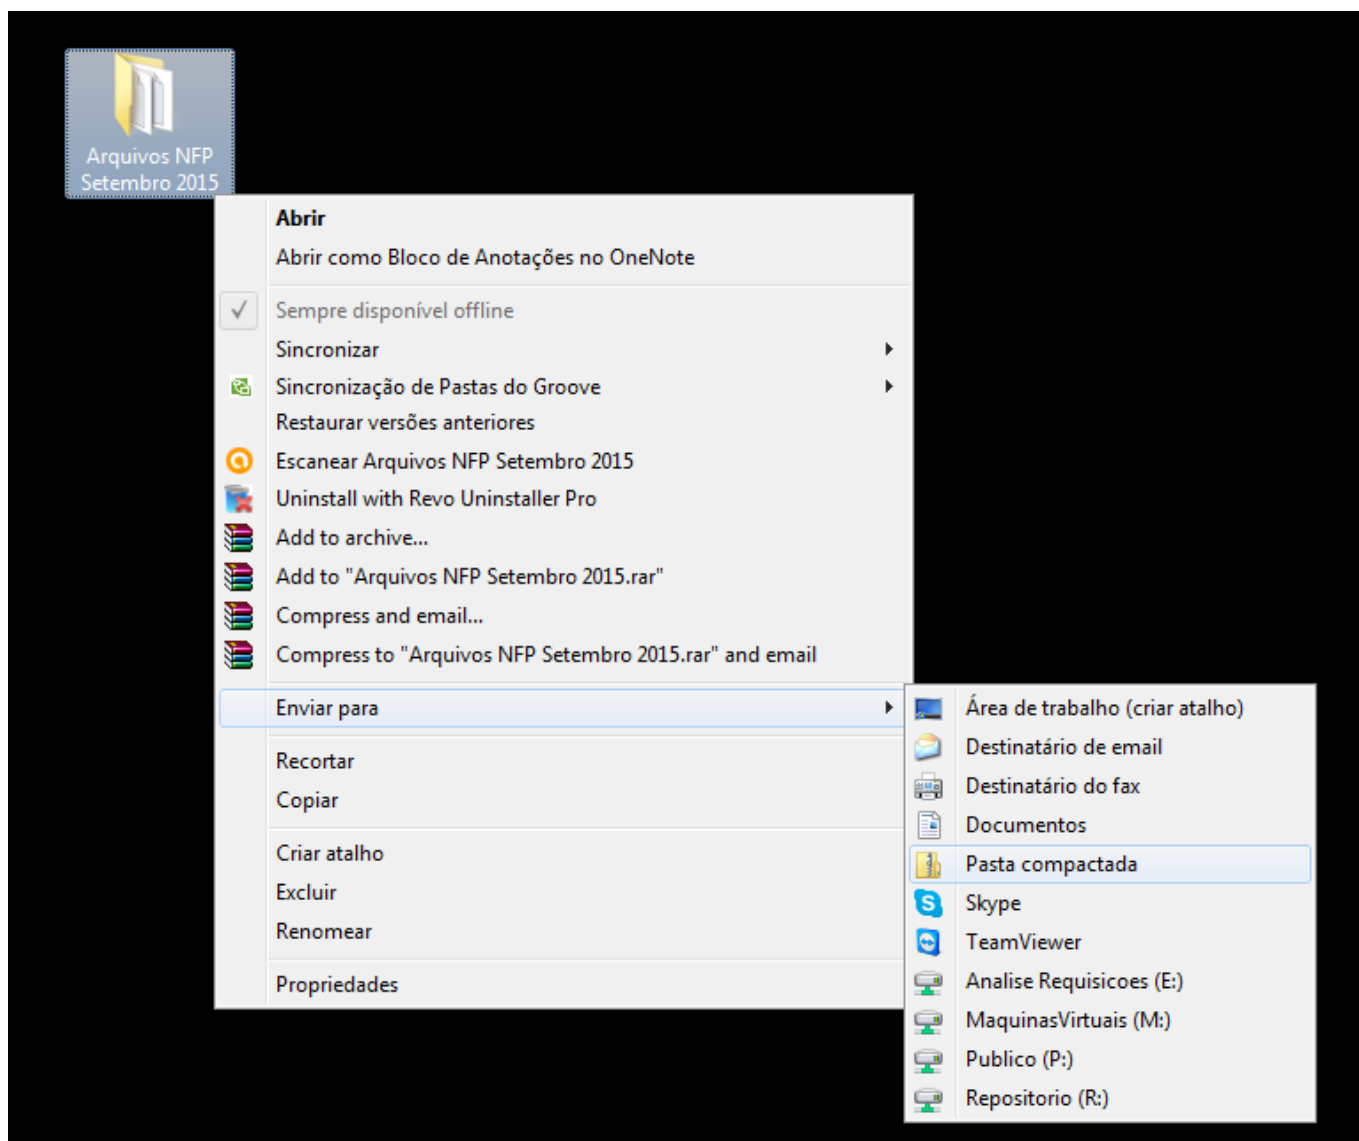 Arquivos NFP
Setembro 2015
Abrir
Abrir como Bloco de Anotações no OneNote
Sempre disponível offline
Sincronizar
Sincronização de Pastas do Groove
Restaurar versões anteriores
Escanear Arquivos NFP Setembro 2015
Uninstall with Revo Uninstaller Pro
Add to archive...
Add to "Arquivos NFP Setembro 2015.rar"
Compress and email...
Compress to "Arquivos NFP Setembro 2015.rar" and email
Enviar para
Recortar
Copiar
Criar atalho
Excluir
Renomear
Propriedades
Área de trabalho (criar atalho)
Destinatário de email
Destinatário do fax
Documentos
Pasta compactada
Skype
TeamViewer
Analise Requisicoes (E:)
MaquinasVirtuais (M:)
Publico (P:)
Repositorio (R:)